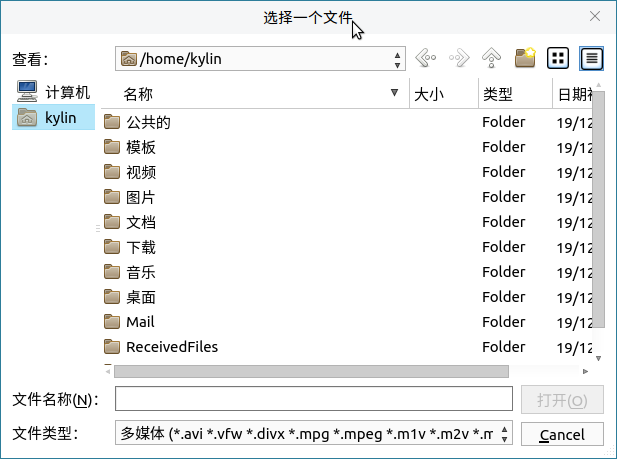 选择一个文件
查看：
/home/kylin
计算机
kylin
名称 大小 类型
公共的 Folder 19/12
模板 Folder 19/12
视频 Folder 19/12
图片 Folder 19/12
文档 Folder 19/12
下载 Folder 19/12
音乐 Folder 19/12
桌面 Folder 19/12
Mail Folder 19/12
ReceivedFiles Folder 19/12
文件名称(N)： 打开(O)
文件类型： 多媒体 (*.avi *.vfw *.divx *.mpg *.mpeg *.m1v *.m2v *.m Cancel